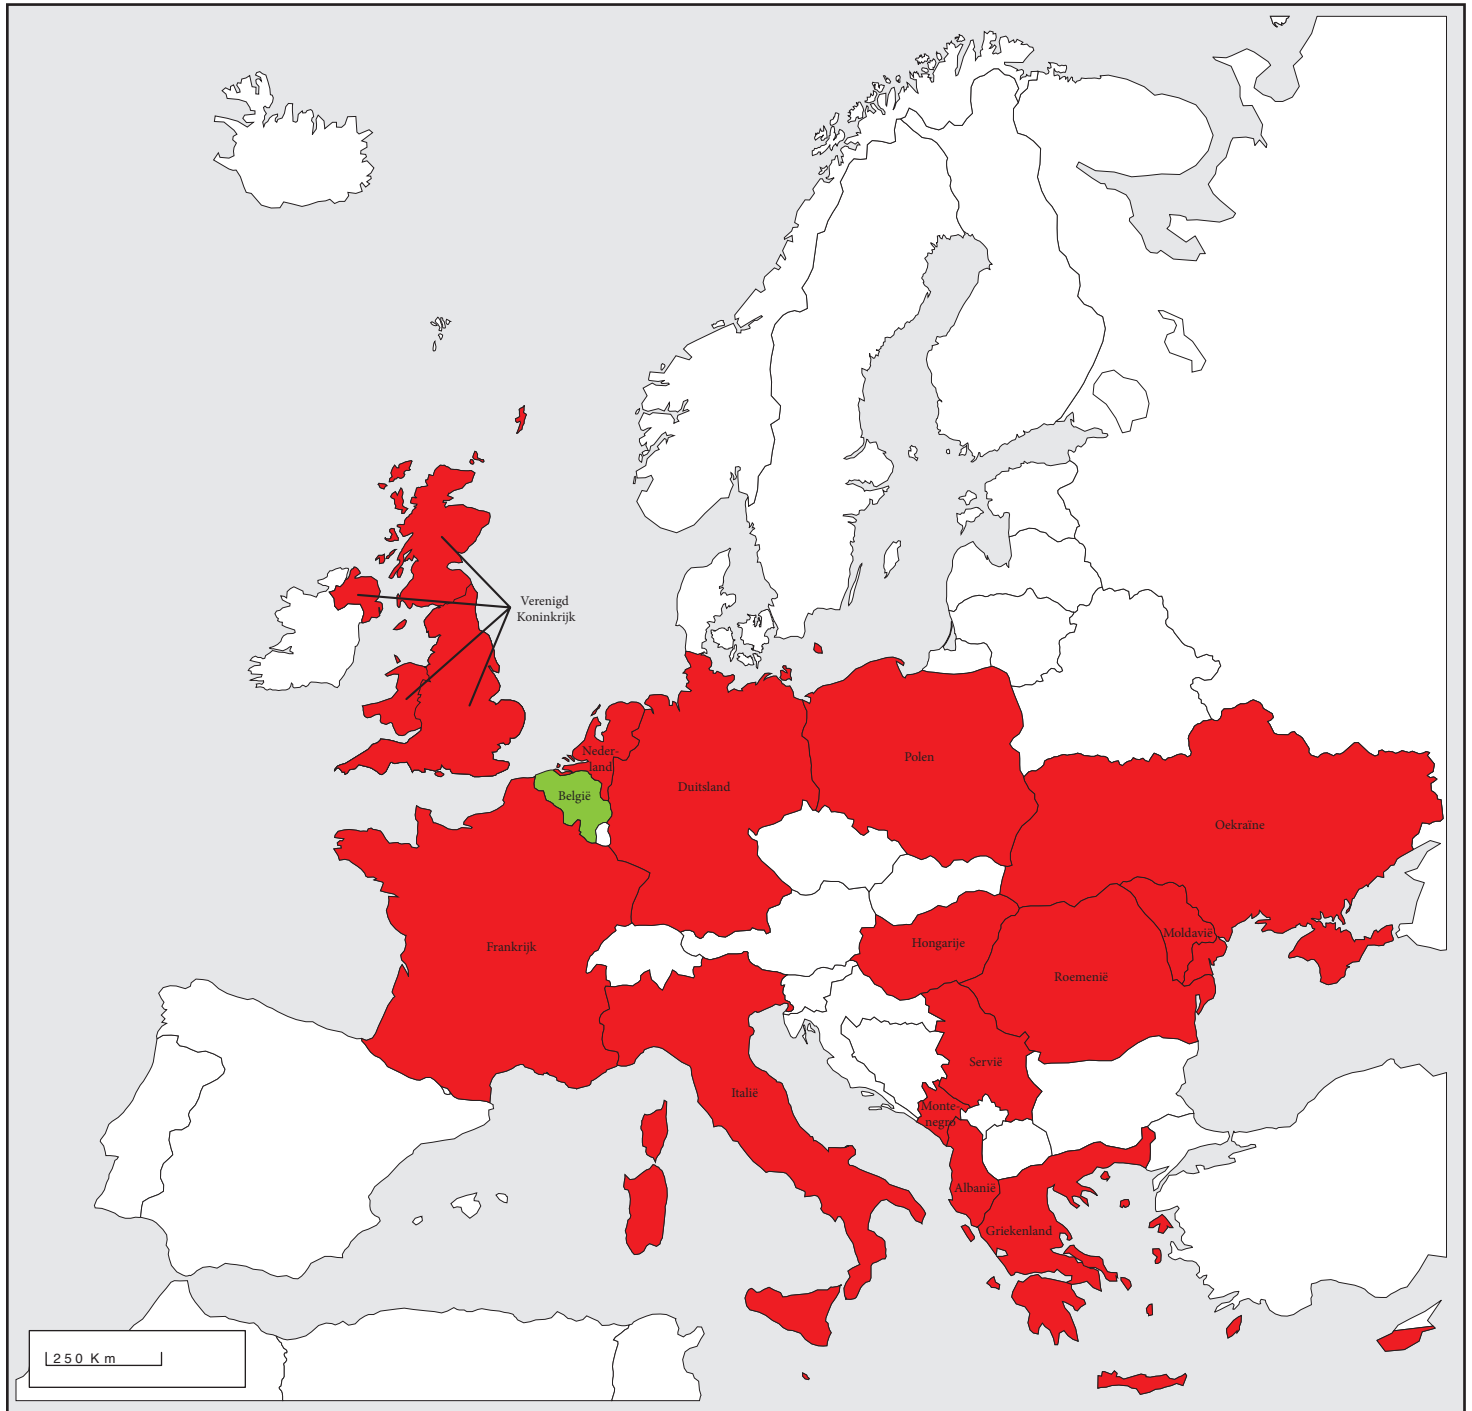 Verenigd
Koninkrijk
Neder-
land
België
Duitsland
Polen
Oekraïne
Frankrijk
Hongarije
Moldavië
Roemenië
Servië
Italië
Monte-
negro
Albanië
Griekenland
250 Km